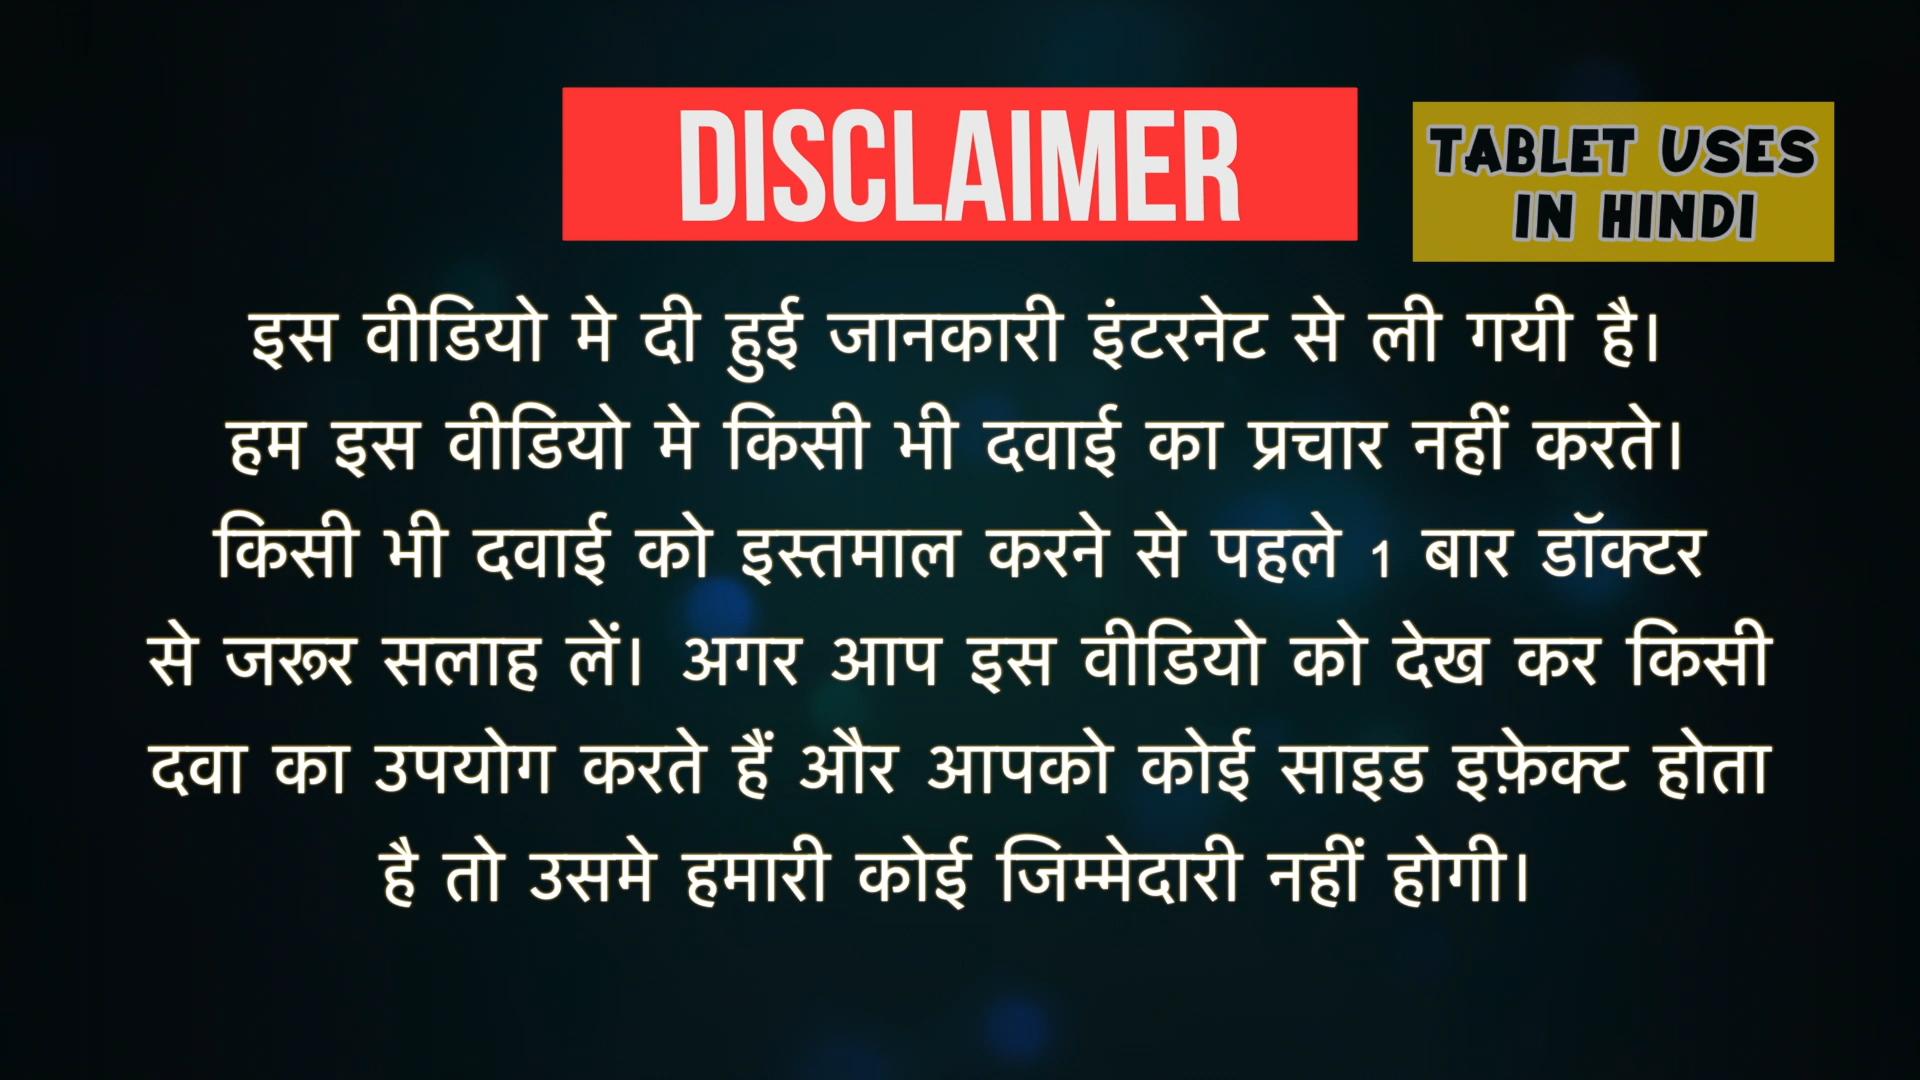 DISCLAIMER
TABLET USES
IN HINDI
इस वीडियो मे दी हुई जानकारी इंटरनेट से ली गयी है।
हम इस वीडियो मे किसी भी दवाई का प्रचार नहीं करते।
किसी भी दवाई को इस्तमाल करने से पहले 1 बार डॉक्टर
से जरूर सलाह लें। अगर आप इस वीडियो को देख कर किसी
दवा का उपयोग करते हैं और आपको कोई साइड इफ़ेक्ट होता
है तो उसमे हमारी कोई जिम्मेदारी नहीं होगी।